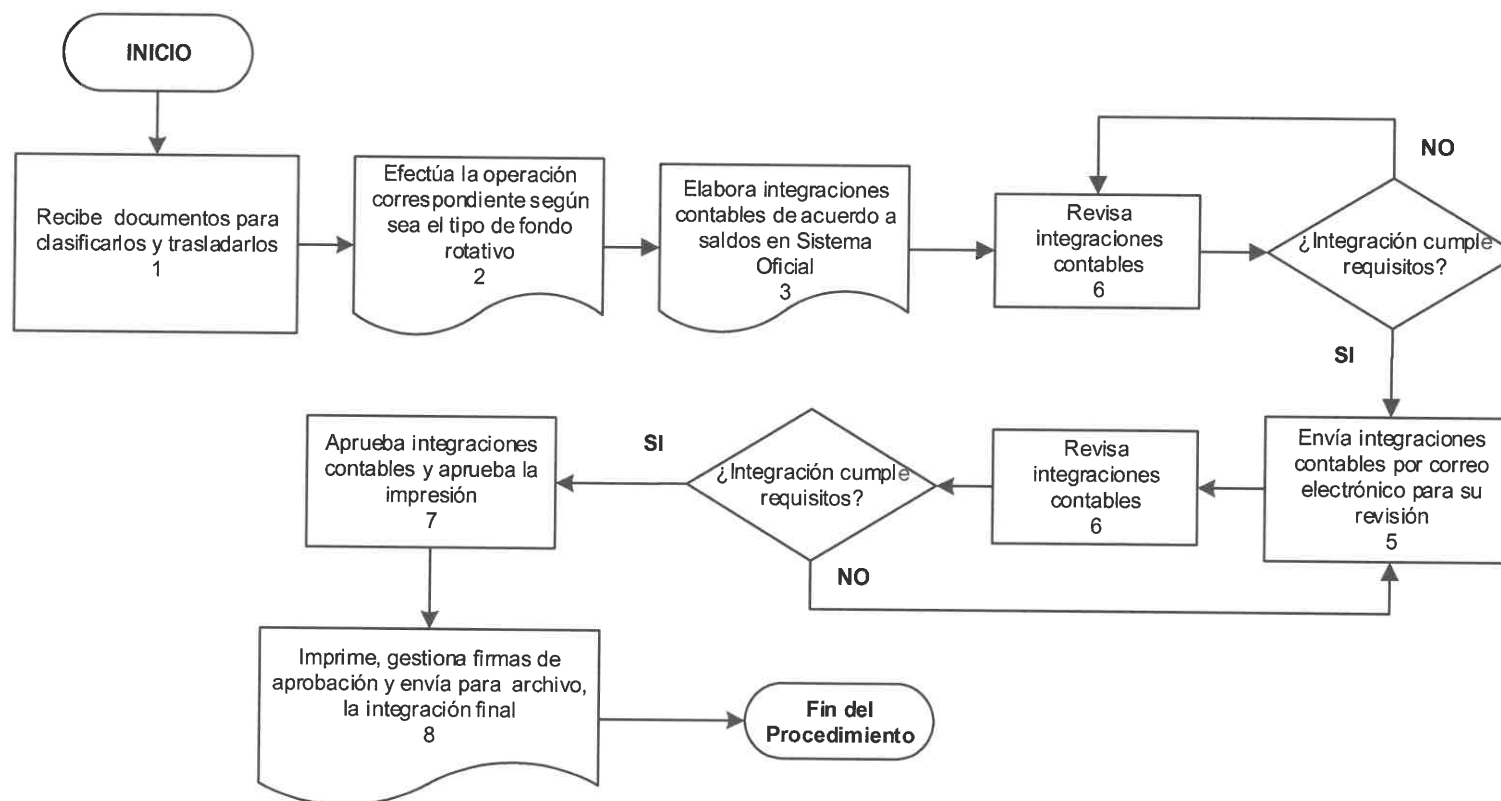 INICIO
Recibe documentos para
clasificarlos y trasladarlos
1
Efectúa la operación
correspondiente según
sea el tipo de fondo
rotativo
2
Elabora integraciones
contables de acuerdo a
saldos en Sistema
Oficial
3
Revisa
integraciones
contables
6
NO
¿Integración cumple
requisitos?
SI
Envía integraciones
contables por correo
electrónico para su
revisión
5
Revisa
integraciones
contables
6
¿Integración cumple
requisitos?
SI
NO
Aprueba integraciones
contables y aprueba la
impresión
7
Imprime, gestiona firmas de
aprobación y envía para archivo,
la integración final
8
Fin del
Procedimiento